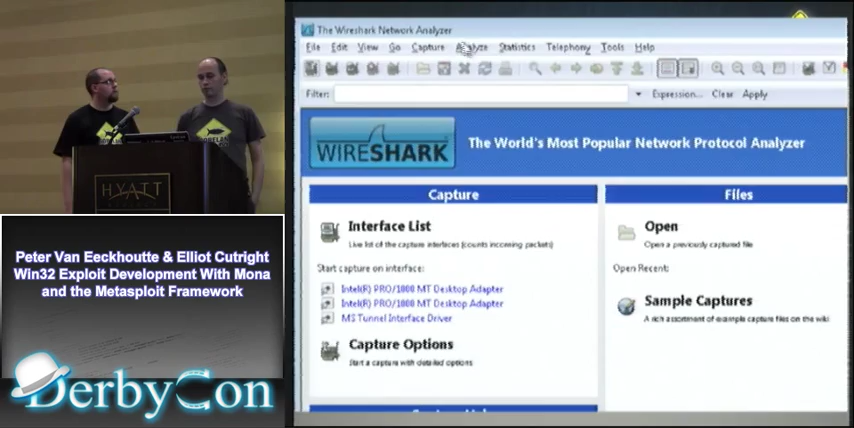 The Wireshark Network Analyzer
File Edit View Go Capture Analyze Statistics Telephony Tools Help
Filter: Expression... Clear Apply
WIRESHARK
The World's Most Popular Network Protocol Analyzer
Capture
Interface List
Live list of the capture interfaces (counts incoming packets)
Start capture on interface:
Intel(R) PRO/1000 MT Desktop Adapter
Intel(R) PRO/1000 MT Desktop Adapter
MS Tunnel Interface Driver
Capture Options
Start a capture with detailed options
Files
Open
Open a previously captured file
Open Recent:
Sample Captures
A rich assortment of example capture files on the wiki
HYATT
Peter Van Eeckhoutte & Elliot Cutright
Win32 Exploit Development With Mona
and the Metasploit Framework
DerbyCon